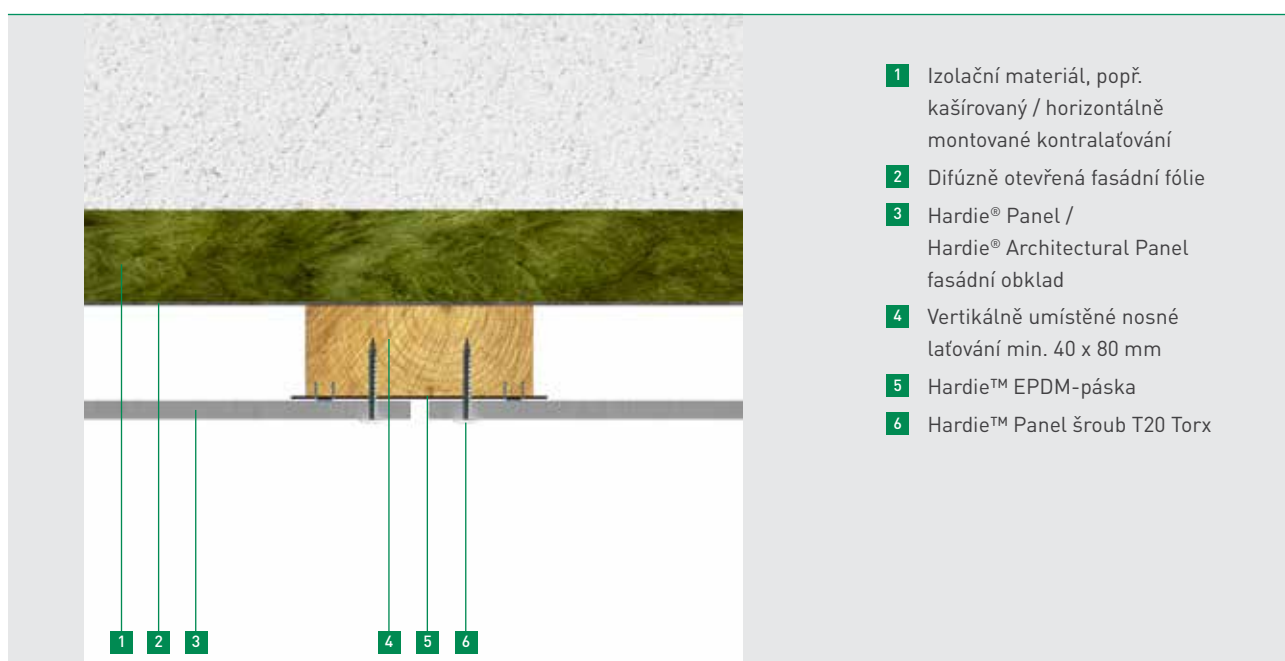 1 Izolační materiál, popř.
kašírovaný / horizontálně
montované kontralaťování
2 Difúzně otevřená fasádní fólie
3 Hardie® Panel /
Hardie® Architectural Panel
fasádní obklad
4 Vertikálně umístěné nosné
laťování min. 40 x 80 mm
5 Hardie™ EPDM-páska
6 Hardie™ Panel šroub T20 Torx
1 2 3 4 5 6